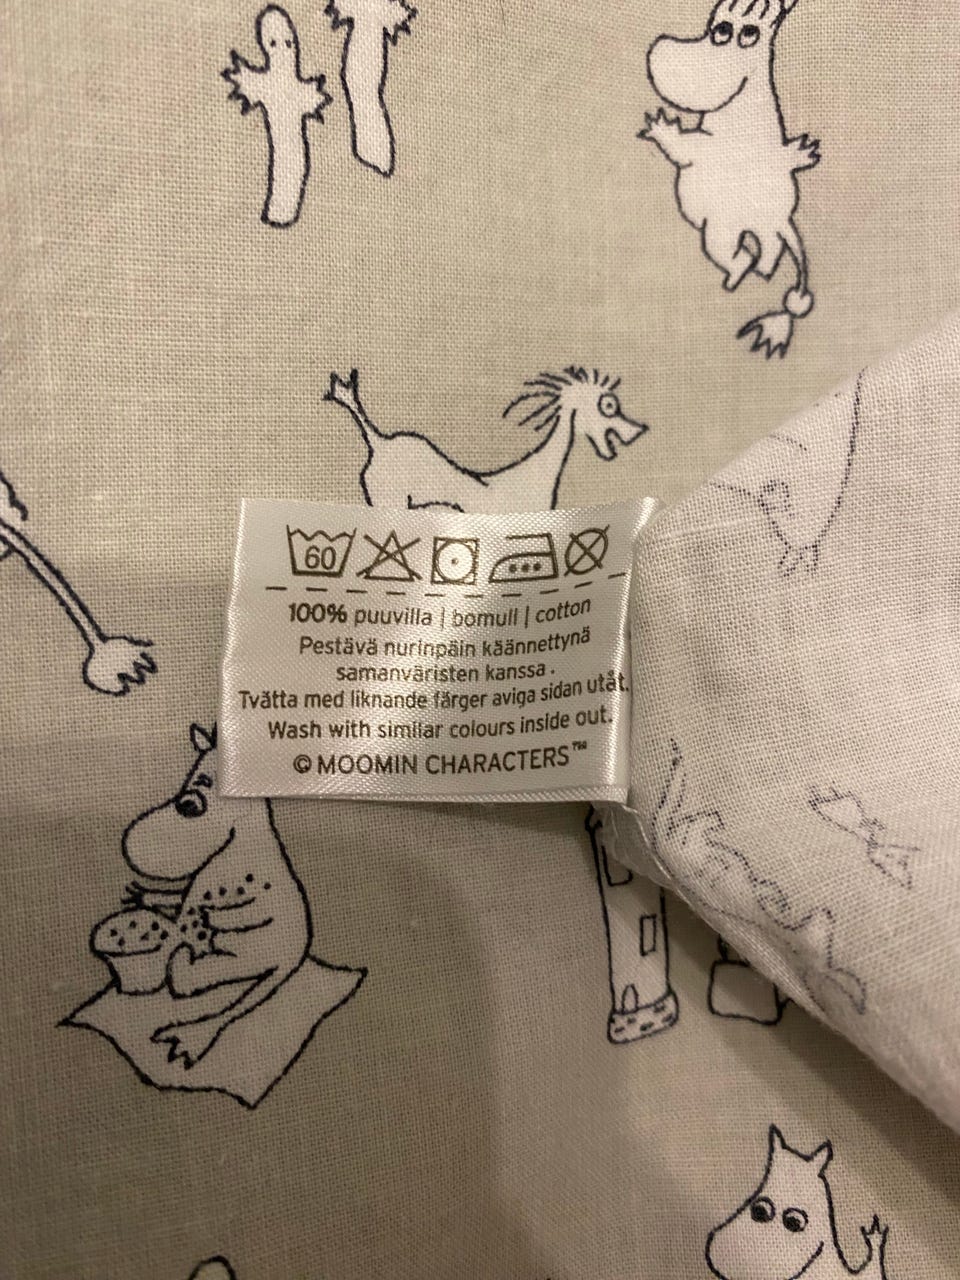 60
100% puuvilla | bomull | cotton
Pestävä nurinpäin käännettynä
samanväristen kanssa.
Tvätta med liknande färger aviga sidan utåt.
Wash with similar colours inside out.
© MOOMIN CHARACTERS™